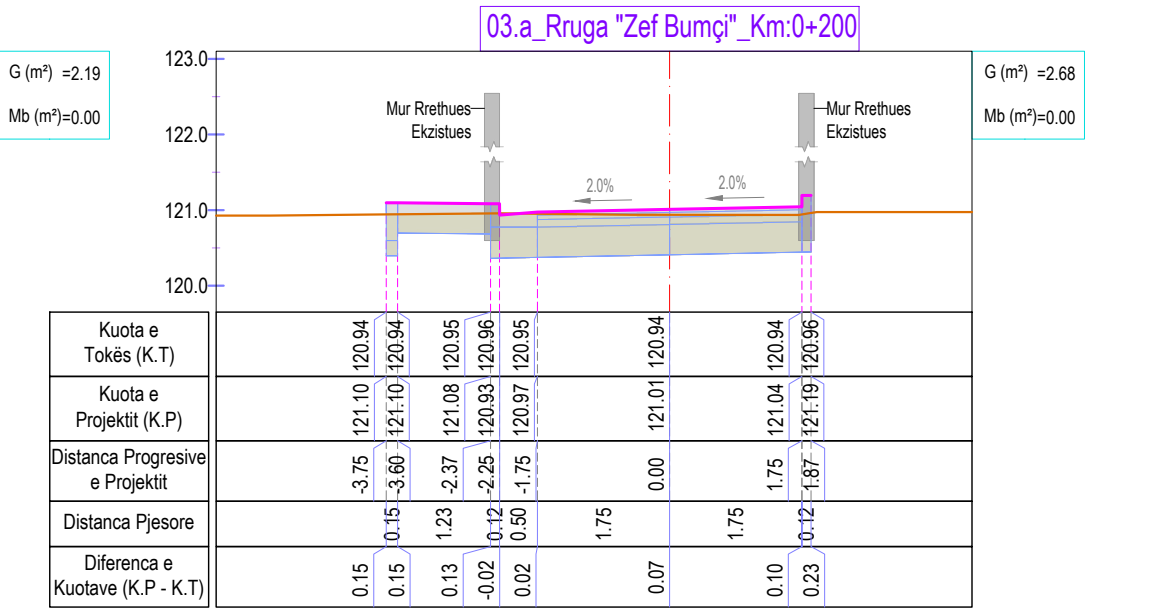 03.a_Rruga "Zef Bumçi"_Km:0+200
G (m²) =2.19
Mb (m²)=0.00
G (m²) =2.68
Mb (m²)=0.00
123.0
122.0
121.0
120.0
Mur Rrethues
Ekzistues
Mur Rrethues
Ekzistues
2.0%
2.0%
Kuota e
Tokës (K.T)
120.94 120.94 120.95 120.96 120.95 120.94 120.94 120.96
Kuota e
Projektit (K.P)
121.10 121.10 121.08 120.93 120.97 121.01 121.04 121.19
Distanca Progresive
e Projektit
-3.75 -3.60 -2.37 -2.25 -1.75 0.00 1.75 1.87
Distanca Pjesore
0.15 1.23 0.12 0.50 1.75 1.75 0.12
Diferenca e
Kuotave (K.P - K.T)
0.15 0.15 0.13 -0.02 0.02 0.07 0.10 0.23